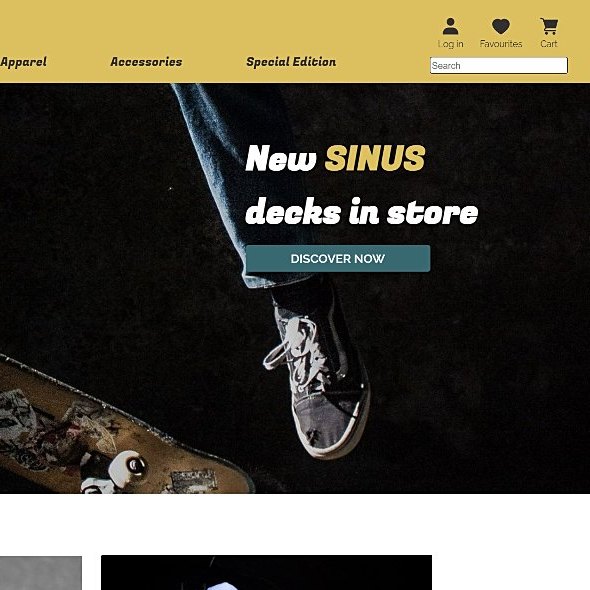 Log in
Favourites
Cart
Apparel
Accessories
Special Edition
Search
New SINUS
decks in store
DISCOVER NOW